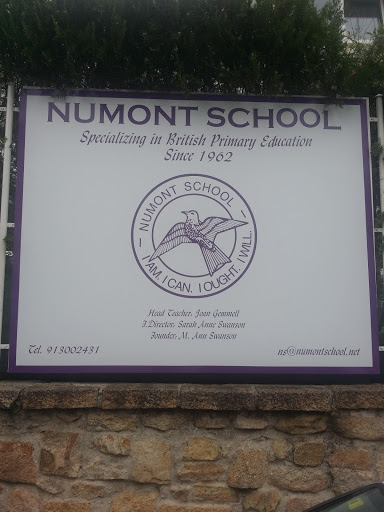 NUMONT SCHOOL
Specializing in British Primary Education
Since 1962
NUMONT SCHOOL
I AM. I CAN. I OUGHT. I WILL.
Head Teacher: Joan Gemmell
F.Director: Sarah Anne Swanson
Founder: M. Ann Swanson
Tel. 913002431
ns@numontschool.net